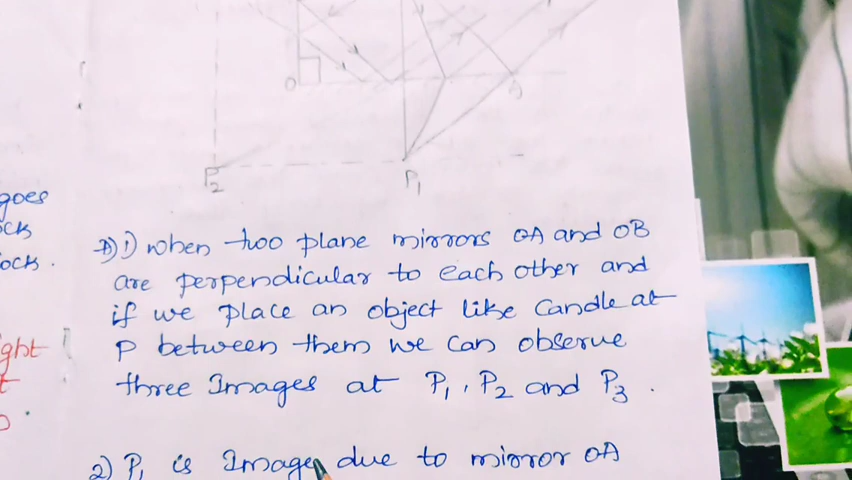 O
A
P2
P1
goes
ock
ock.
ght
t
1) when two plane mirrors OA and OB
are perpendicular to each other and
if we place an object like Candle at
P between them we can observe
three Images at P1, P2 and P3.
2) P1 is Image due to mirror OA